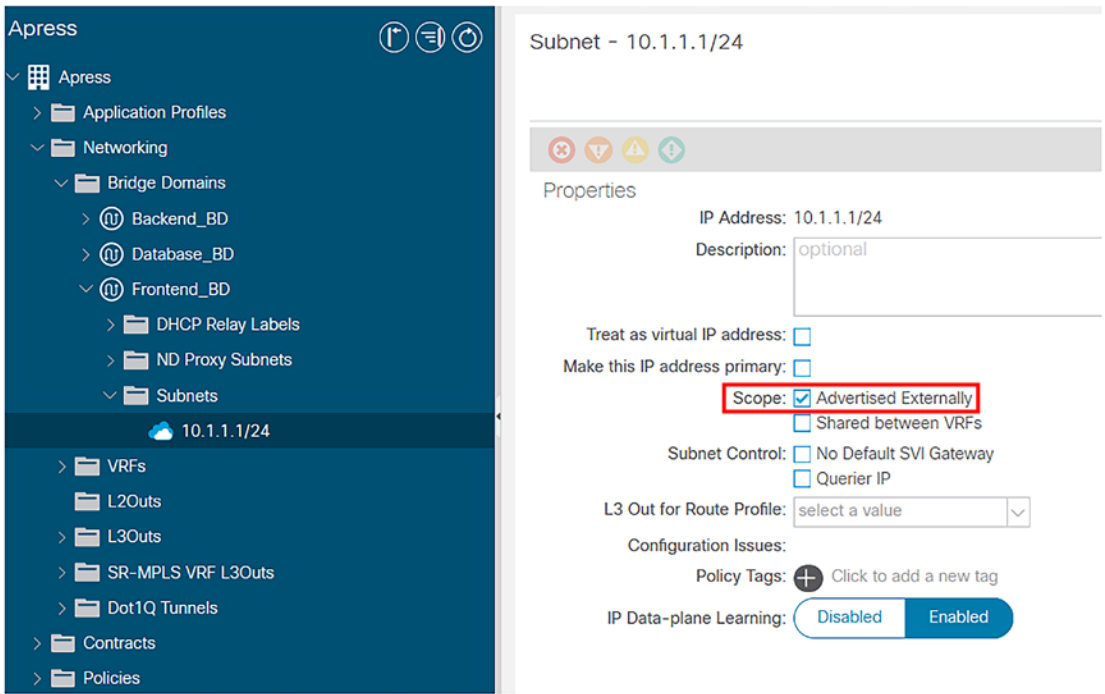 Apress
Apress
Application Profiles
Networking
Bridge Domains
Backend_BD
Database_BD
Frontend_BD
DHCP Relay Labels
ND Proxy Subnets
Subnets
10.1.1.1/24
VRFs
L2Outs
L3Outs
SR-MPLS VRF L3Outs
Dot1Q Tunnels
Contracts
Policies
Subnet - 10.1.1.1/24
Properties
IP Address: 10.1.1.1/24
Description: optional
Treat as virtual IP address:
Make this IP address primary:
Scope: Advertised Externally
Shared between VRFs
Subnet Control: No Default SVI Gateway
Querier IP
L3 Out for Route Profile: select a value
Configuration Issues:
Policy Tags: Click to add a new tag
IP Data-plane Learning: Disabled Enabled